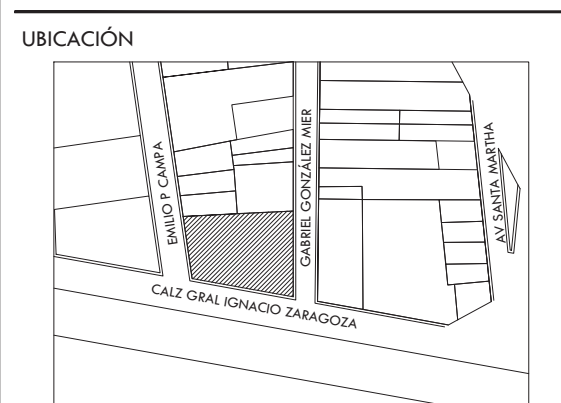 UBICACIÓN
EMILIO P CAMPA
GABRIEL GONZÁLEZ MIER
AV SANTA MARTHA
CALZ GRAL IGNACIO ZARAGOZA